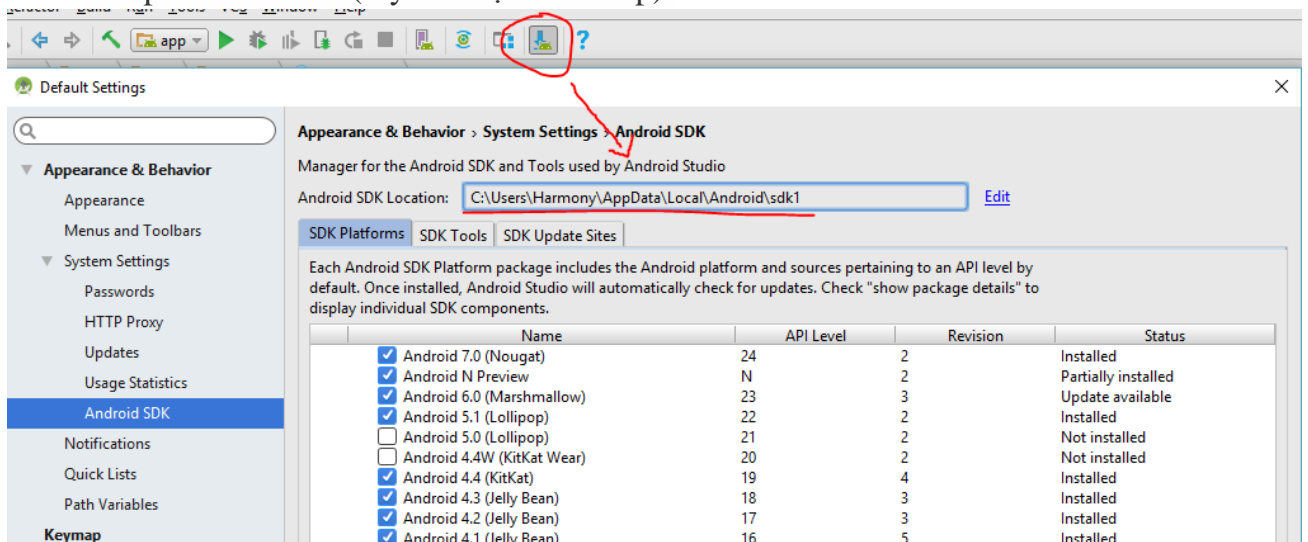 app
?
Default Settings
Appearance & Behavior › System Settings › Android SDK
Manager for the Android SDK and Tools used by Android Studio
Android SDK Location: C:\Users\Harmony\AppData\Local\Android\sdk1 Edit
Appearance & Behavior
Appearance
Menus and Toolbars
System Settings
Passwords
HTTP Proxy
Updates
Usage Statistics
Android SDK
Notifications
Quick Lists
Path Variables
Keymap
SDK Platforms SDK Tools SDK Update Sites
Each Android SDK Platform package includes the Android platform and sources pertaining to an API level by
default. Once installed, Android Studio will automatically check for updates. Check "show package details" to
display individual SDK components.
Name API Level Revision Status
Android 7.0 (Nougat) 24 2 Installed
Android N Preview N 2 Partially installed
Android 6.0 (Marshmallow) 23 3 Update available
Android 5.1 (Lollipop) 22 2 Installed
Android 5.0 (Lollipop) 21 2 Not installed
Android 4.4W (KitKat Wear) 20 2 Not installed
Android 4.4 (KitKat) 19 4 Installed
Android 4.3 (Jelly Bean) 18 3 Installed
Android 4.2 (Jelly Bean) 17 3 Installed
Android 4.1 (Jelly Bean) 16 5 Installed